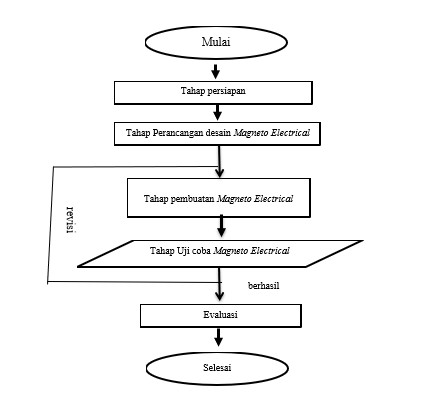 Mulai
Tahap persiapan
Tahap Perancangan desain Magneto Electrical
Tahap pembuatan Magneto Electrical
revisi
Tahap Uji coba Magneto Electrical
berhasil
Evaluasi
Selesai